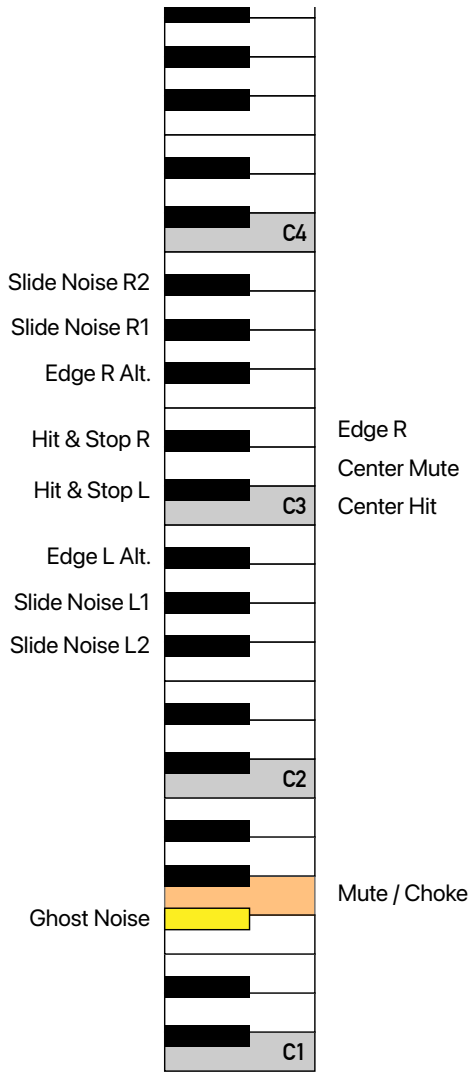 C4
Slide Noise R2
Slide Noise R1
Edge R Alt.
Hit & Stop R
Edge R
Center Mute
Hit & Stop L
C3
Center Hit
Edge L Alt.
Slide Noise L1
Slide Noise L2
C2
Mute / Choke
Ghost Noise
C1